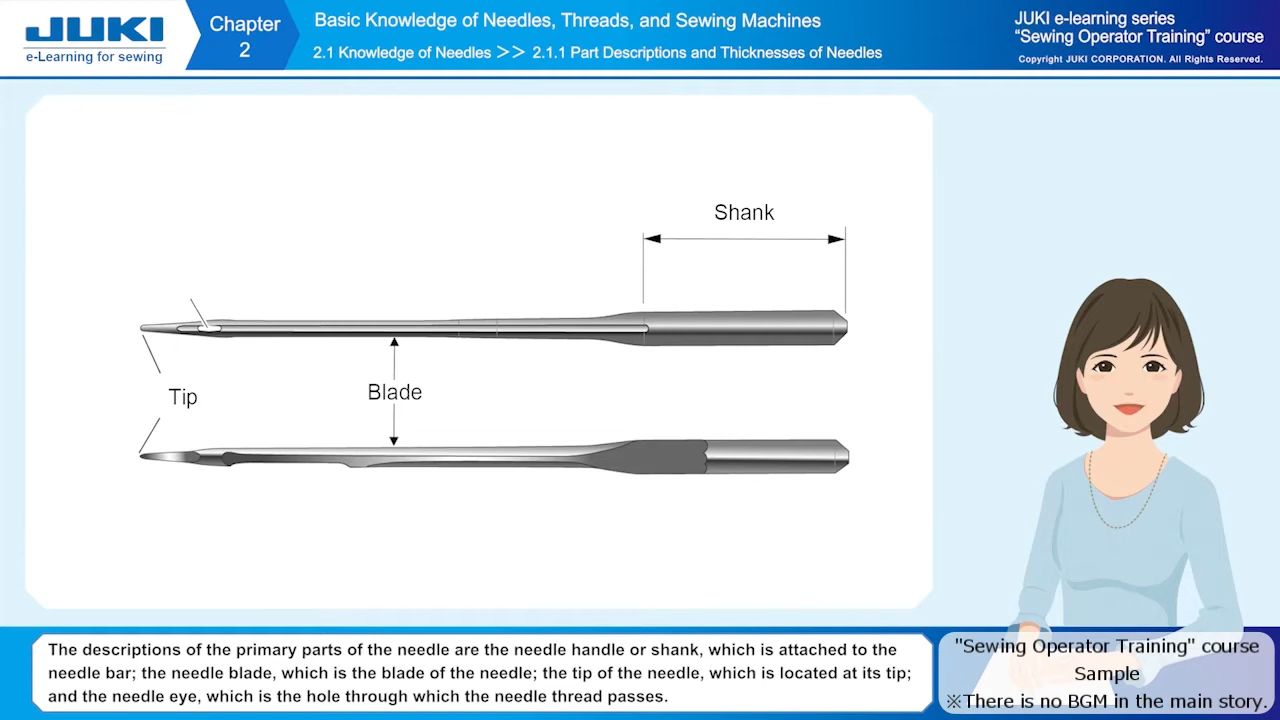 JUKI
e-Learning for sewing
Chapter
2
Basic Knowledge of Needles, Threads, and Sewing Machines
2.1 Knowledge of Needles >> 2.1.1 Part Descriptions and Thicknesses of Needles
JUKI e-learning series
“Sewing Operator Training” course
Copyright JUKI CORPORATION. All Rights Reserved.
Shank
Tip
Blade
The descriptions of the primary parts of the needle are the needle handle or shank, which is attached to the
needle bar; the needle blade, which is the blade of the needle; the tip of the needle, which is located at its tip;
and the needle eye, which is the hole through which the needle thread passes.
"Sewing Operator Training" course
Sample
※There is no BGM in the main story.